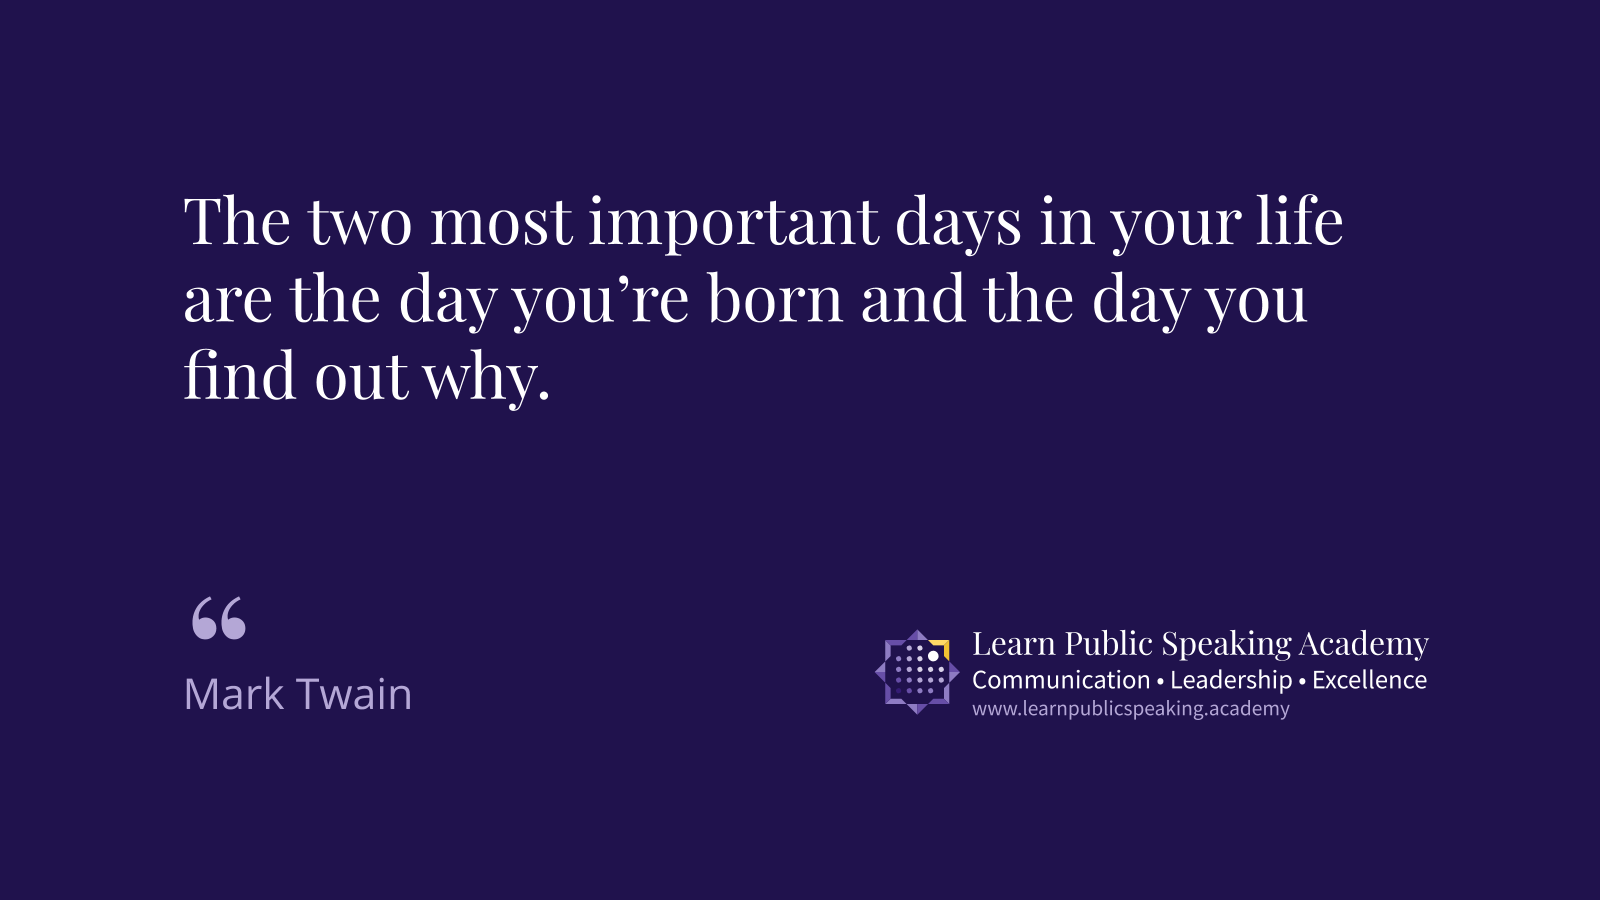 The two most important days in your life
are the day you’re born and the day you
find out why.
“
Mark Twain
Learn Public Speaking Academy
Communication • Leadership • Excellence
www.learnpublicspeaking.academy